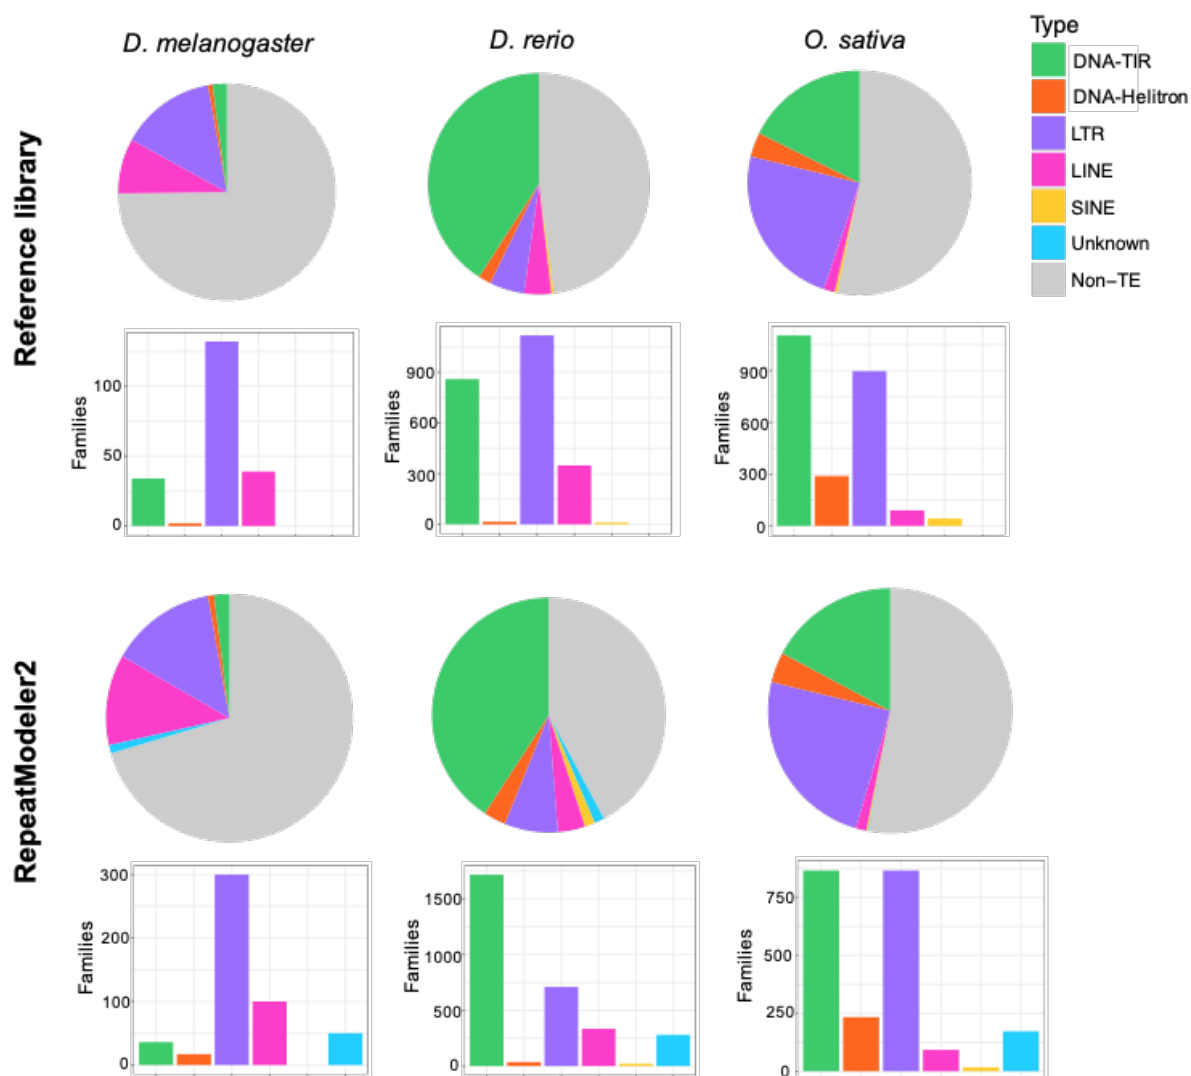 D. melanogaster
D. rerio
O. sativa
Type
DNA-TIR
DNA-Helitron
LTR
LINE
SINE
Unknown
Non-TE
Reference library
Families
100
50
0
Families
900
600
300
0
Families
900
600
300
0
RepeatModeler2
Families
300
200
100
0
Families
1500
1000
500
0
Families
750
500
250
0